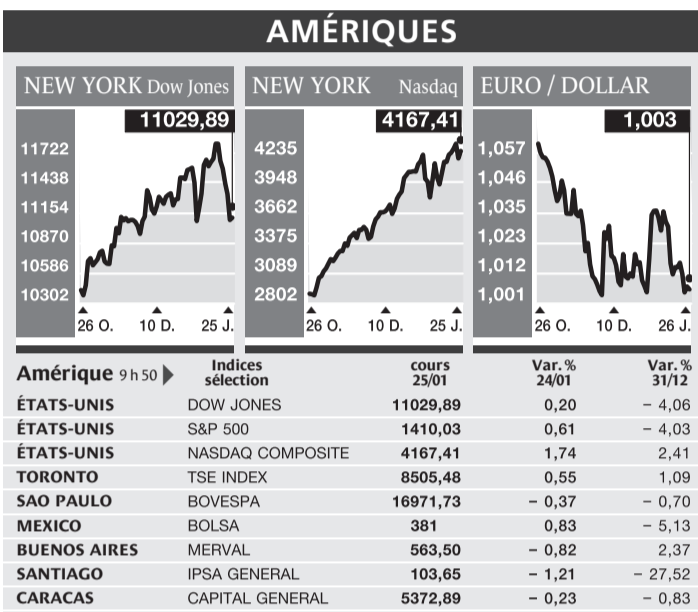 AMÉRIQUES
NEW YORK Dow Jones
11029,89
11722
11438
11154
10870
10586
10302
26 O. 10 D. 25 J.
NEW YORK Nasdaq
4167,41
4235
3948
3662
3375
3089
2802
26 O. 10 D. 25 J.
EURO / DOLLAR
1,003
1,057
1,046
1,035
1,023
1,012
1,001
26 O. 10 D. 26 J.
Amérique 9 h 50 Indices sélection cours 25/01 Var. % 24/01 Var. % 31/12
ÉTATS-UNIS DOW JONES 11029,89 0,20 – 4,06
ÉTATS-UNIS S&P 500 1410,03 0,61 – 4,03
ÉTATS-UNIS NASDAQ COMPOSITE 4167,41 1,74 2,41
TORONTO TSE INDEX 8505,48 0,55 1,09
SAO PAULO BOVESPA 16971,73 – 0,37 – 0,70
MEXICO BOLSA 381 0,83 – 5,13
BUENOS AIRES MERVAL 563,50 – 0,82 2,37
SANTIAGO IPSA GENERAL 103,65 – 1,21 – 27,52
CARACAS CAPITAL GENERAL 5372,89 – 0,23 – 0,83